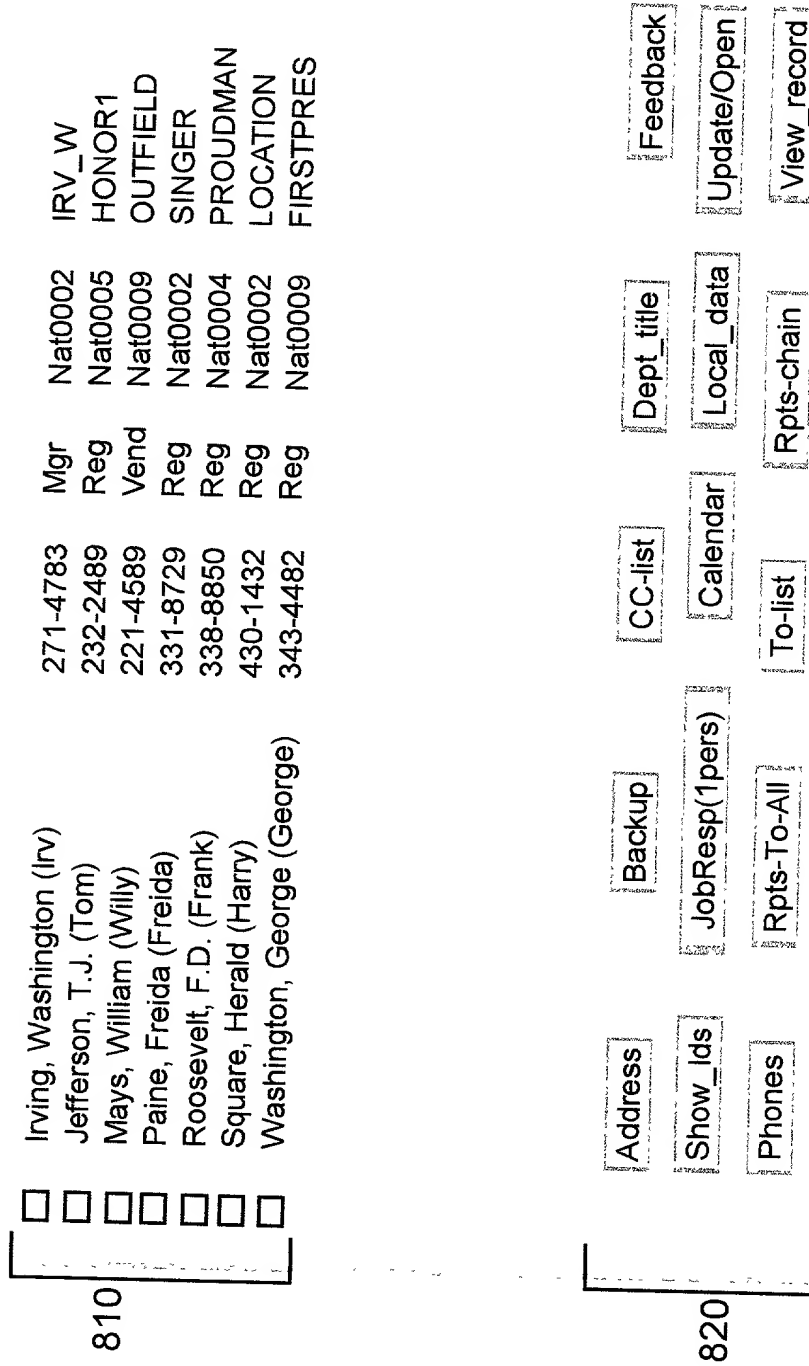 810
☐ Irving, Washington (Irv) 271-4783 Mgr Nat0002 IRV_W
☐ Jefferson, T.J. (Tom) 232-2489 Reg Nat0005 HONOR1
☐ Mays, William (Willy) 221-4589 Vend Nat0009 OUTFIELD
☐ Paine, Freida (Freida) 331-8729 Reg Nat0002 SINGER
☐ Roosevelt, F.D. (Frank) 338-8850 Reg Nat0004 PROUDMAN
☐ Square, Herald (Harry) 430-1432 Reg Nat0002 LOCATION
☐ Washington, George (George) 343-4482 Reg Nat0009 FIRSTPRES
820
Address Backup CC-list Dept_title Feedback
Show_Ids JobResp(1pers) Calendar Local_data Update/Open
Phones Rpts-To-All To-list Rpts-chain View_record